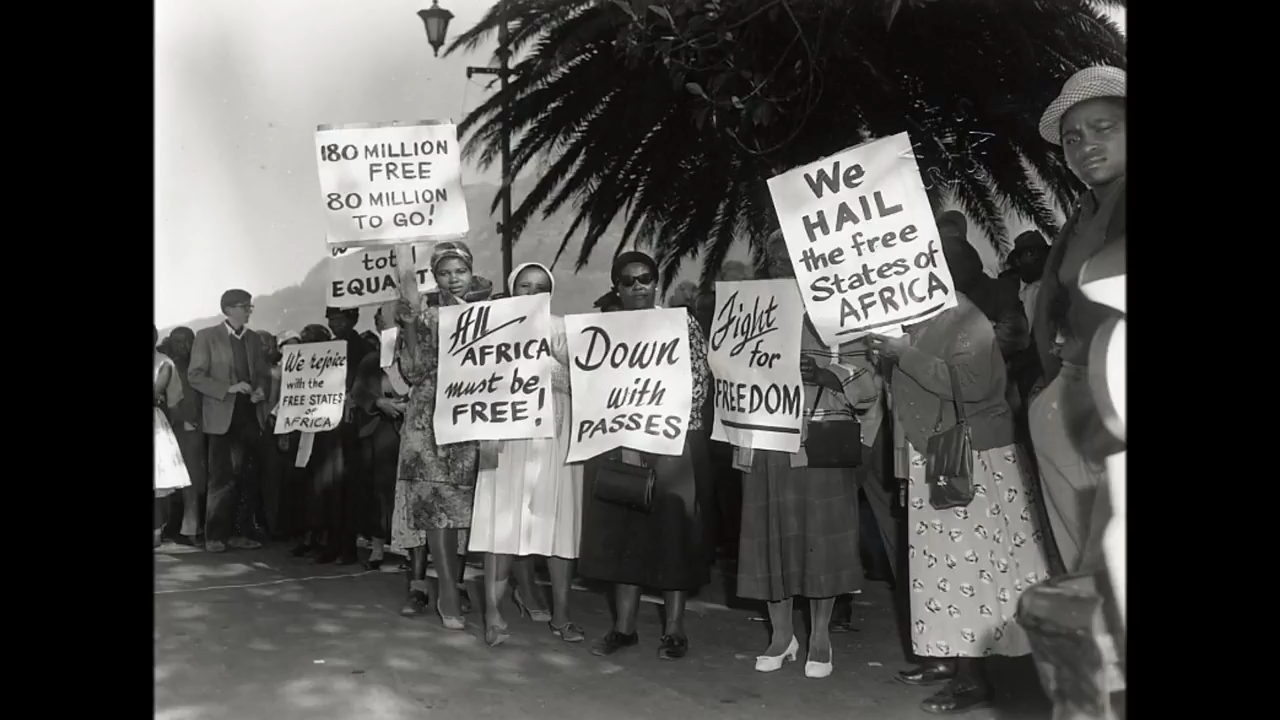 180 MILLION
FREE
80 MILLION
TO GO!
tot
EQUA
We rejoice
with the
FREE STATES
of
AFRICA
All
AFRICA
must be
FREE!
Down
with
PASSES
Fight
for
FREEDOM
We
HAIL
the free
States of
AFRICA